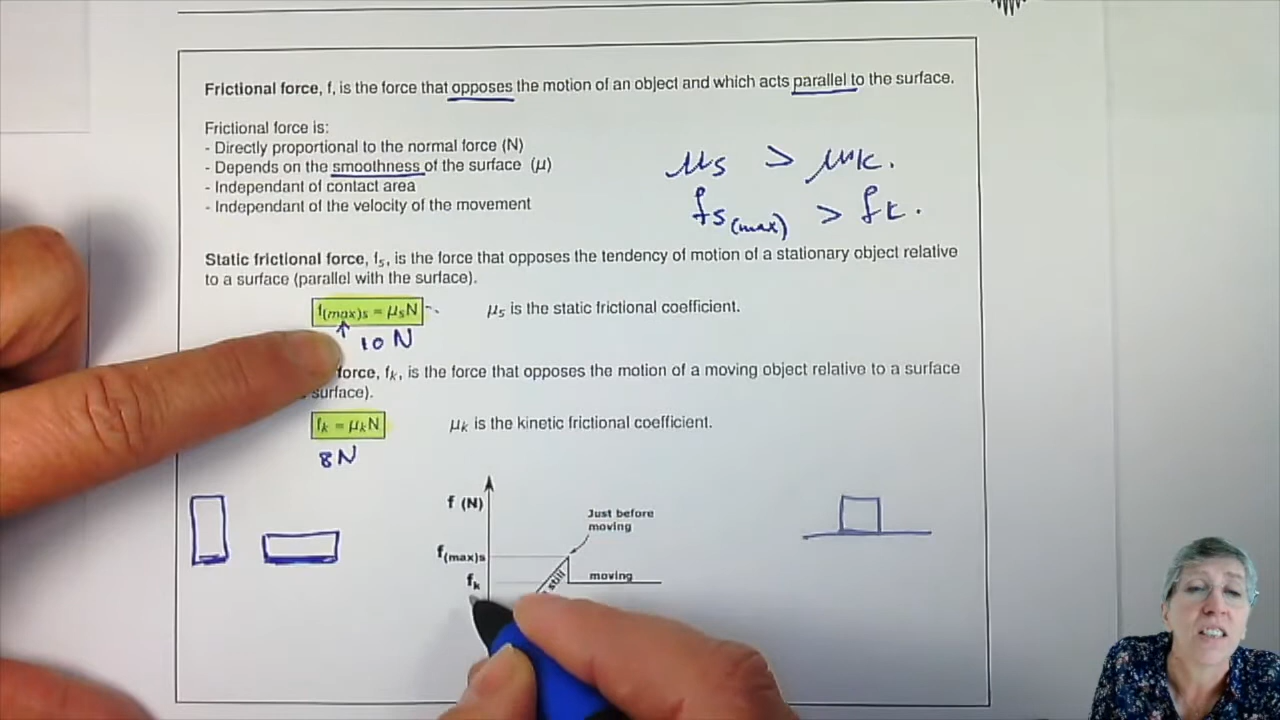 Frictional force, f, is the force that opposes the motion of an object and which acts parallel to the surface.
Frictional force is:
- Directly proportional to the normal force (N)
- Depends on the smoothness of the surface (μ)
- Independant of contact area
- Independant of the velocity of the movement
μs > μk.
fs(max) > fk.
Static frictional force, fs, is the force that opposes the tendency of motion of a stationary object relative
to a surface (parallel with the surface).
f(max)s = μsN
μs is the static frictional coefficient.
10 N
force, fk, is the force that opposes the motion of a moving object relative to a surface
surface).
fk = μkN
μk is the kinetic frictional coefficient.
8N
f (N)
Just before
moving
f(max)s
fk
still
moving